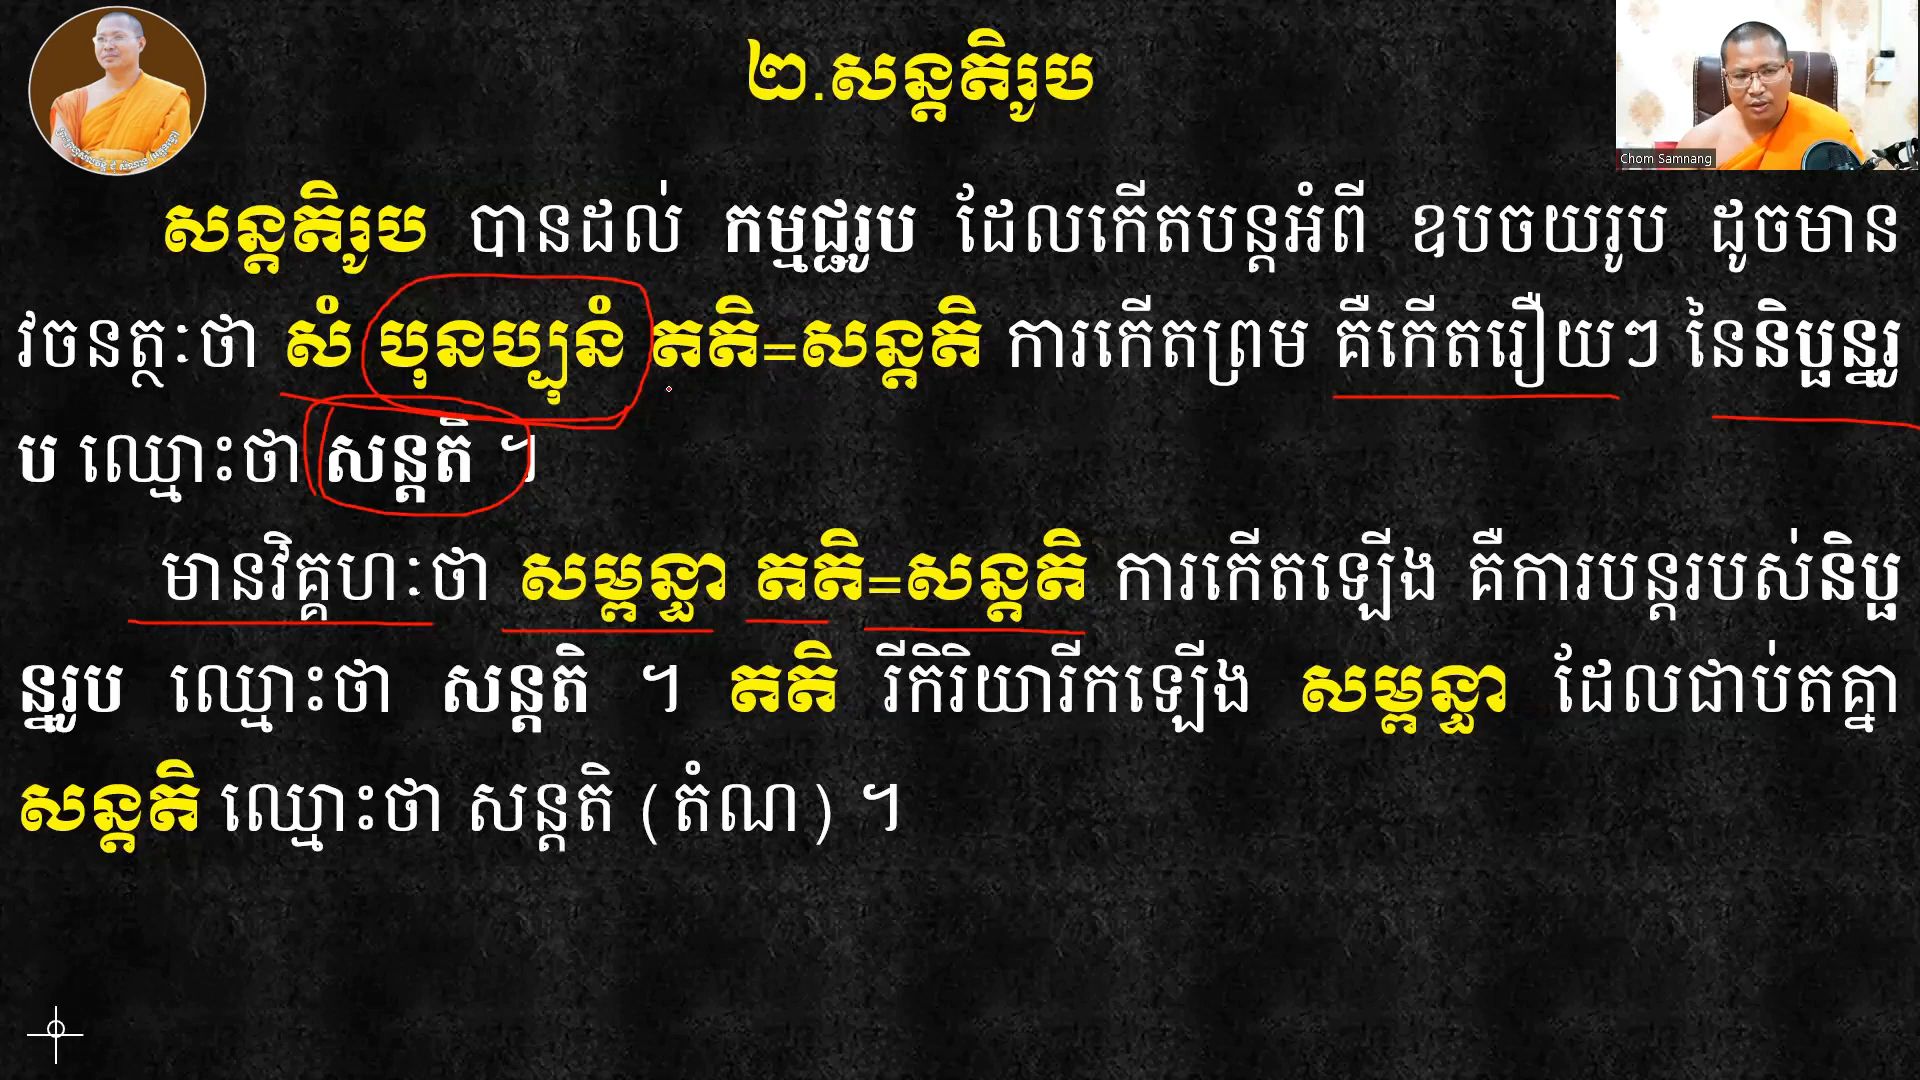 ២.សន្តតិរូប
Chom Samnang
សន្តតិរូប បានដល់ កម្មជ្ជរូប ដែលកើតបន្តអំពី ឧបចយរូប ដូចមាន
វចនត្ថៈថា សំ បុនប្បុនំ តតិ=សន្តតិ ការកើតព្រម គឺកើតរឿយៗ នៃនិប្ផន្នរូ
ប ឈ្មោះថា សន្តតិ ។
មានវិគ្គហៈថា សម្ពន្ធា តតិ=សន្តតិ ការកើតឡើង គឺការបន្តរបស់និប្ផ
ន្នរូប ឈ្មោះថា សន្តតិ ។ តតិ រីកិរិយារីកឡើង សម្ពន្ធា ដែលជាប់តគ្នា
សន្តតិ ឈ្មោះថា សន្តតិ (តំណ) ។